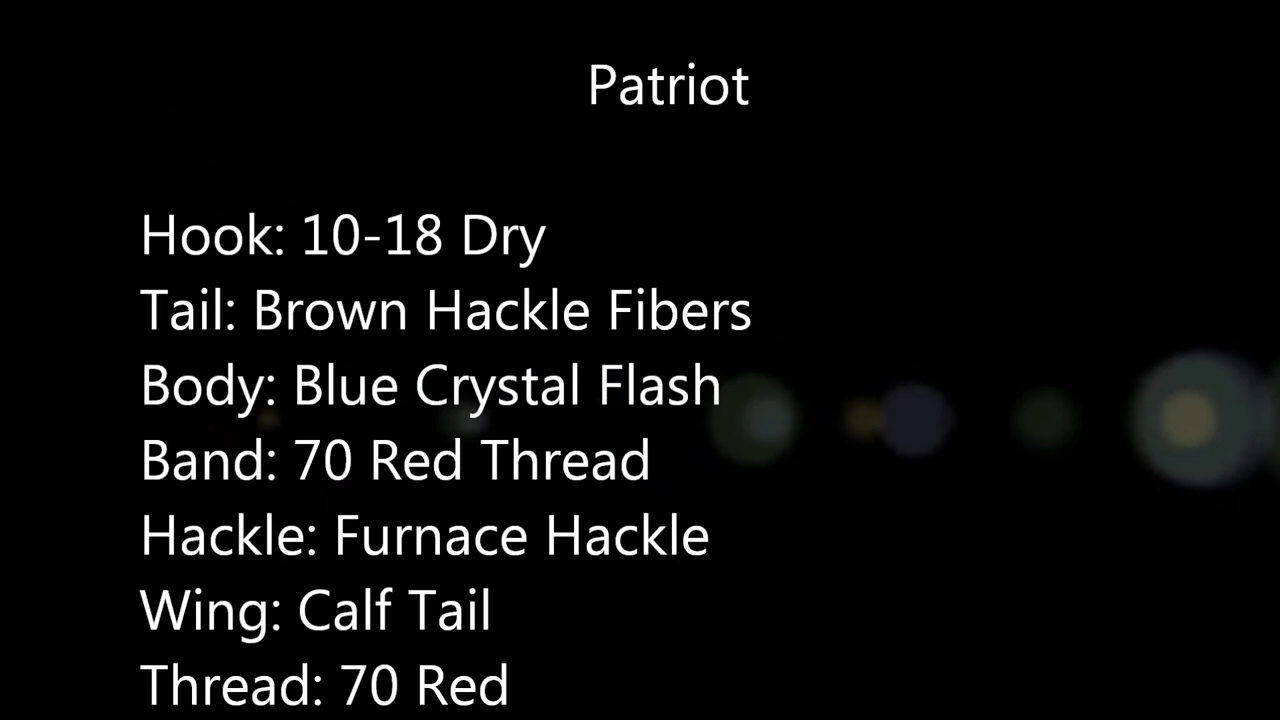 Patriot
Hook: 10-18 Dry
Tail: Brown Hackle Fibers
Body: Blue Crystal Flash
Band: 70 Red Thread
Hackle: Furnace Hackle
Wing: Calf Tail
Thread: 70 Red